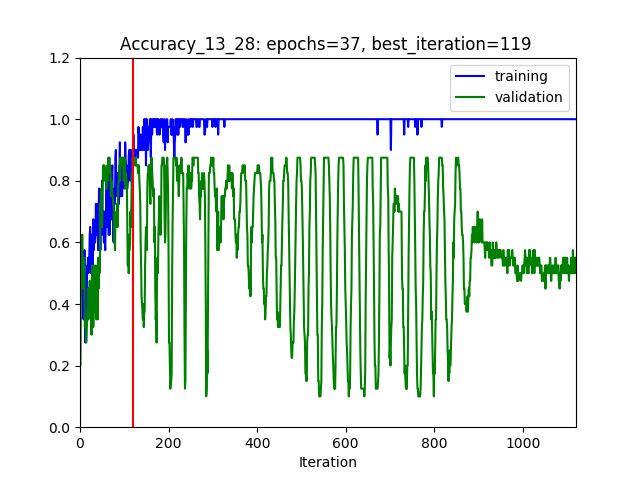 Accuracy_13_28: epochs=37, best_iteration=119
1.2
training
validation
1.0
0.8
0.6
0.4
0.2
0.0
0 200 400 600 800 1000
Iteration